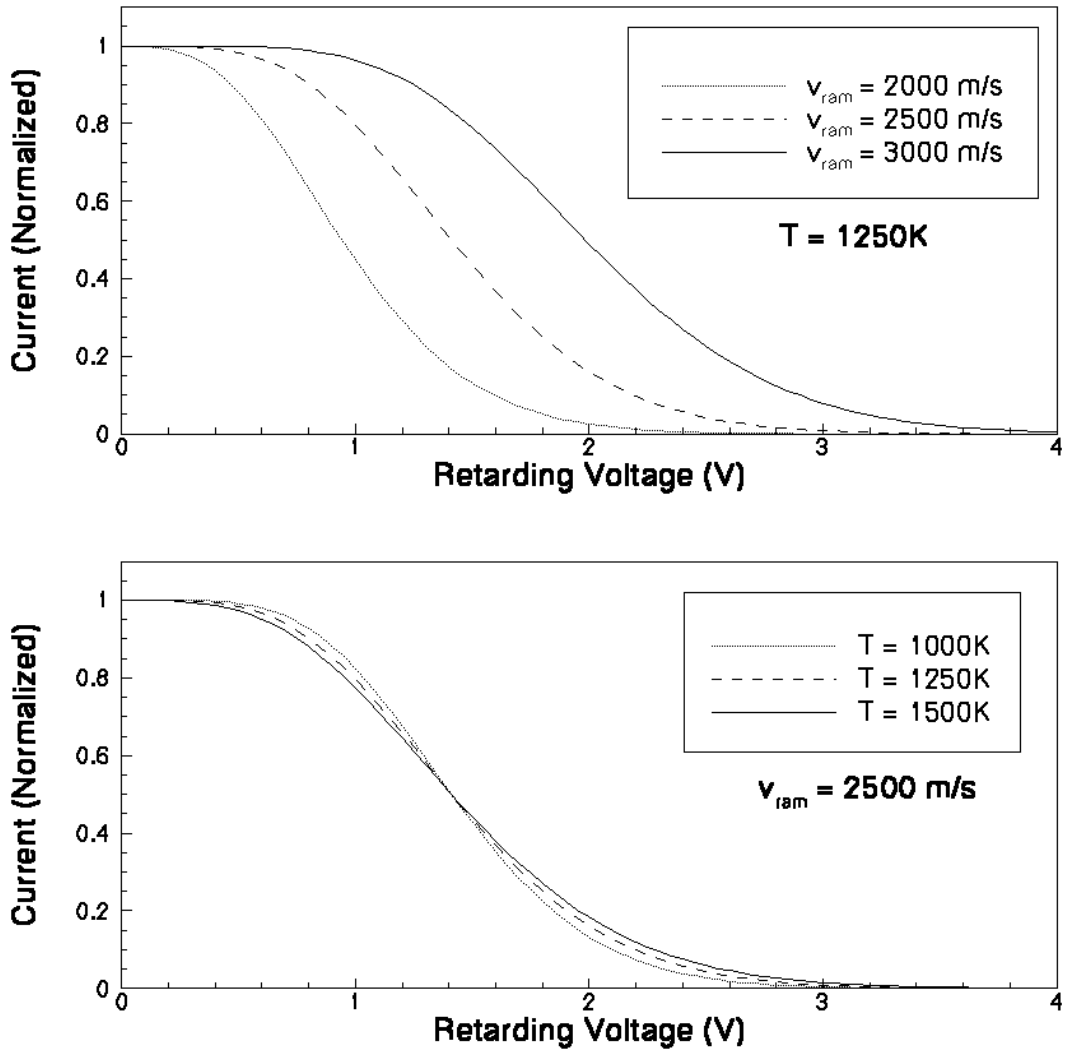 Current (Normalized)
1
0.8
0.6
0.4
0.2
0
v_ram = 2000 m/s
v_ram = 2500 m/s
v_ram = 3000 m/s
T = 1250K
0 1 2 3 4
Retarding Voltage (V)
Current (Normalized)
1
0.8
0.6
0.4
0.2
0
T = 1000K
T = 1250K
T = 1500K
v_ram = 2500 m/s
0 1 2 3 4
Retarding Voltage (V)